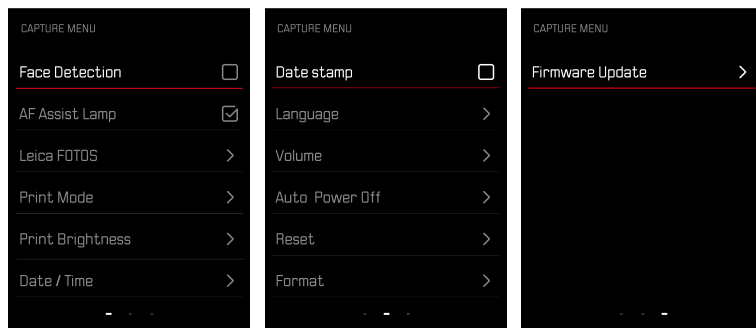 CAPTURE MENU
Face Detection
AF Assist Lamp
Leica FOTOS
Print Mode
Print Brightness
Date / Time
CAPTURE MENU
Date stamp
Language
Volume
Auto Power Off
Reset
Format
CAPTURE MENU
Firmware Update